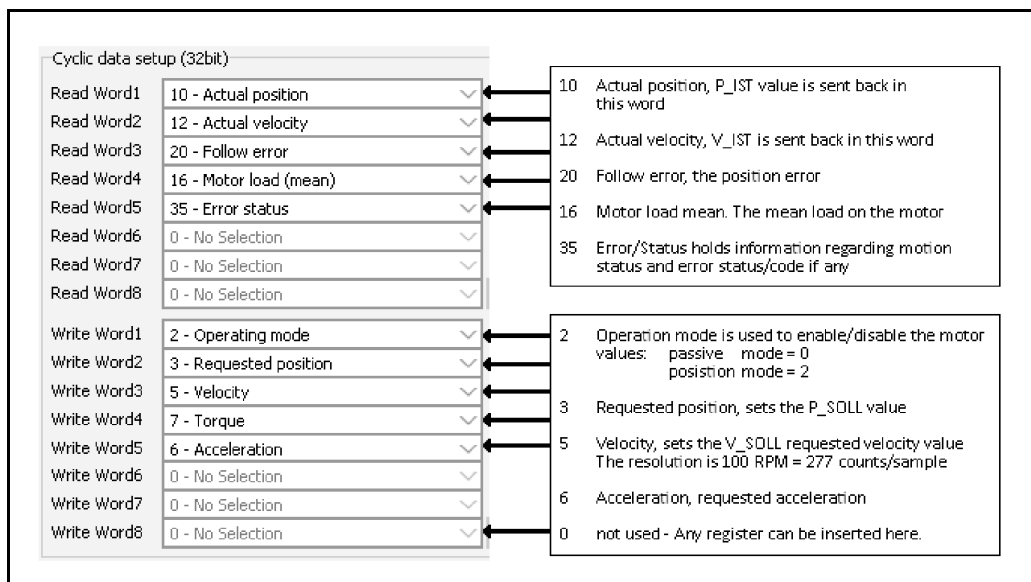 Cyclic data setup (32bit)
Read Word1 10 - Actual position
Read Word2 12 - Actual velocity
Read Word3 20 - Follow error
Read Word4 16 - Motor load (mean)
Read Word5 35 - Error status
Read Word6 0 - No Selection
Read Word7 0 - No Selection
Read Word8 0 - No Selection
Write Word1 2 - Operating mode
Write Word2 3 - Requested position
Write Word3 5 - Velocity
Write Word4 7 - Torque
Write Word5 6 - Acceleration
Write Word6 0 - No Selection
Write Word7 0 - No Selection
Write Word8 0 - No Selection
10 Actual position, P_IST value is sent back in
this word
12 Actual velocity, V_IST is sent back in this word
20 Follow error, the position error
16 Motor load mean. The mean load on the motor
35 Error/Status holds information regarding motion
status and error status/code if any
2 Operation mode is used to enable/disable the motor
values: passive mode = 0
posistion mode = 2
3 Requested position, sets the P_SOLL value
5 Velocity, sets the V_SOLL requested velocity value
The resolution is 100 RPM = 277 counts/sample
6 Acceleration, requested acceleration
0 not used - Any register can be inserted here.